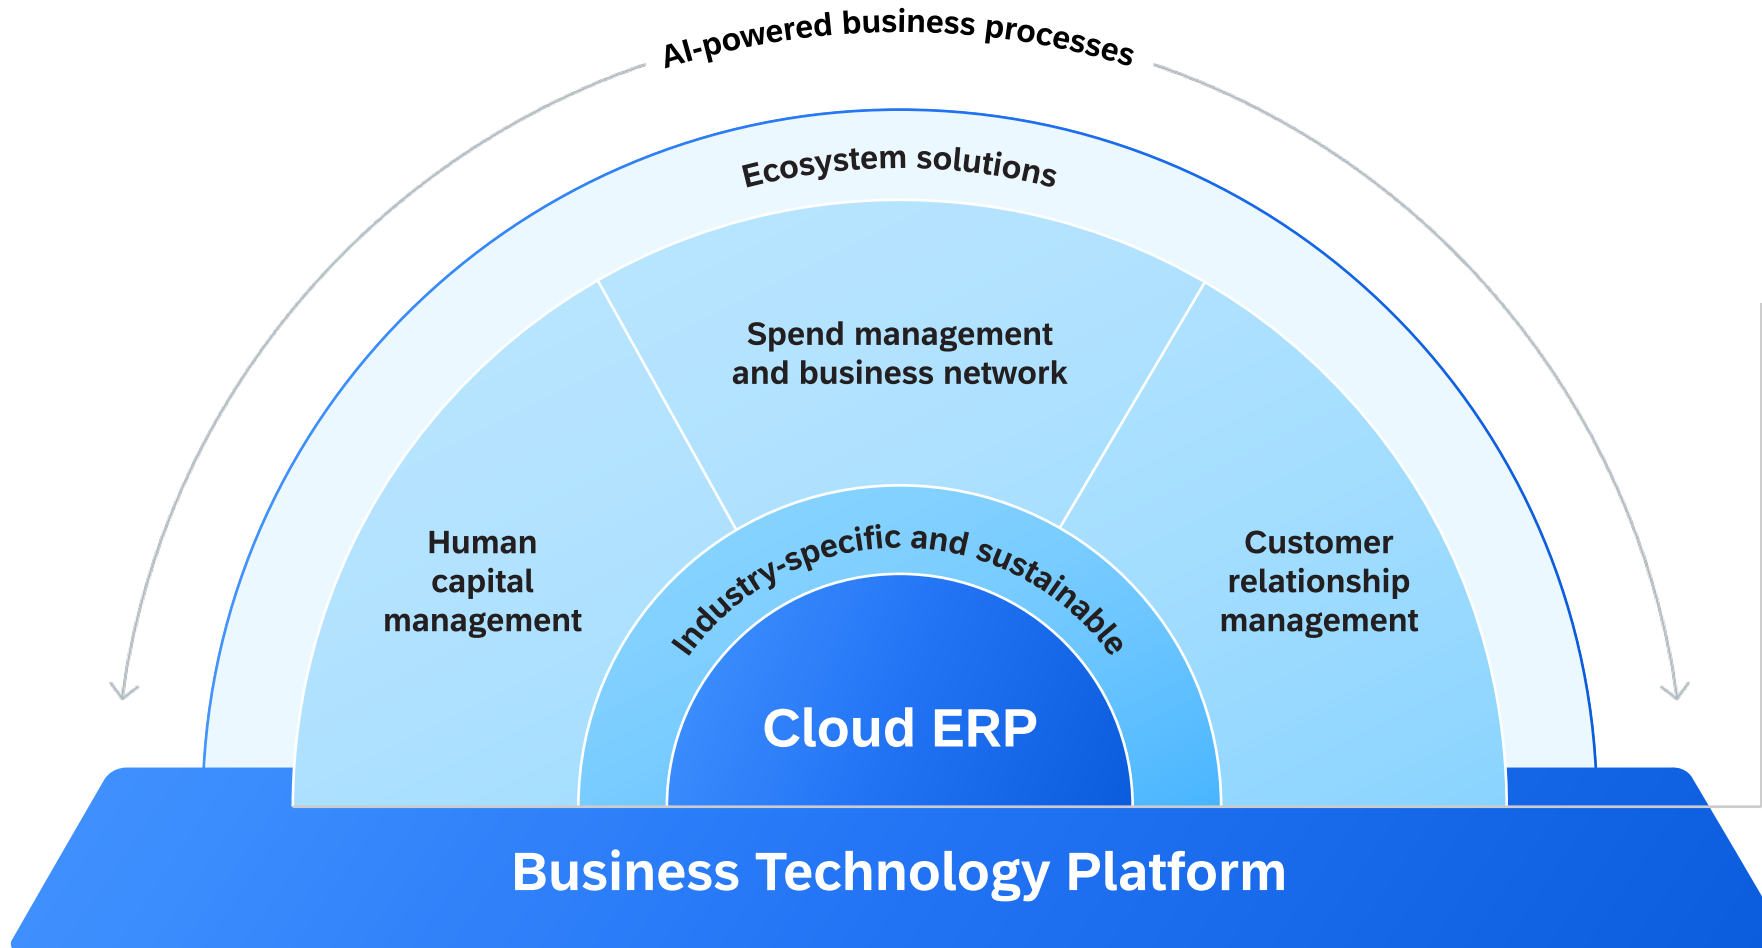 AI-powered business processes
Ecosystem solutions
Spend management
and business network
Human
capital
management
Customer
relationship
management
Industry-specific and sustainable
Cloud ERP
Business Technology Platform